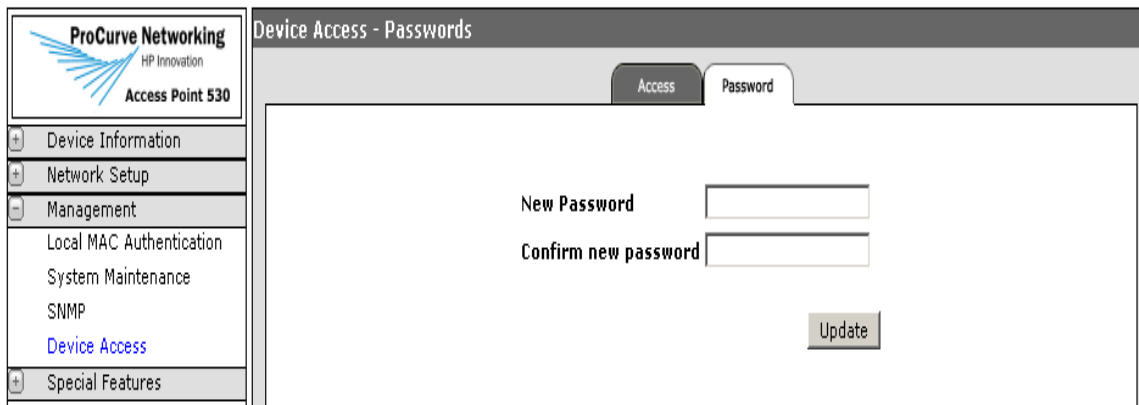 ProCurve Networking
HP Innovation
Access Point 530
Device Information
Network Setup
Management
Local MAC Authentication
System Maintenance
SNMP
Device Access
Special Features
Device Access - Passwords
Access
Password
New Password
Confirm new password
Update